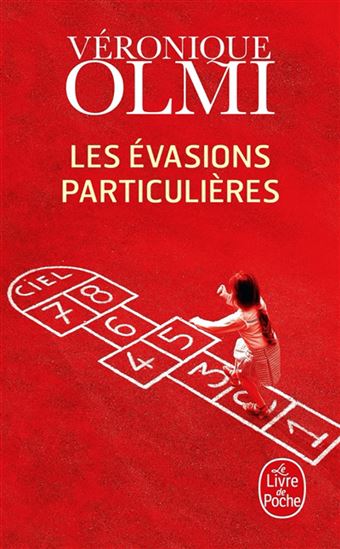 VÉRONIQUE
OLMI
LES ÉVASIONS
PARTICULIÈRES
CIEL
7 8
6
4 5
3
2
1
Le
Livre
de
Poche